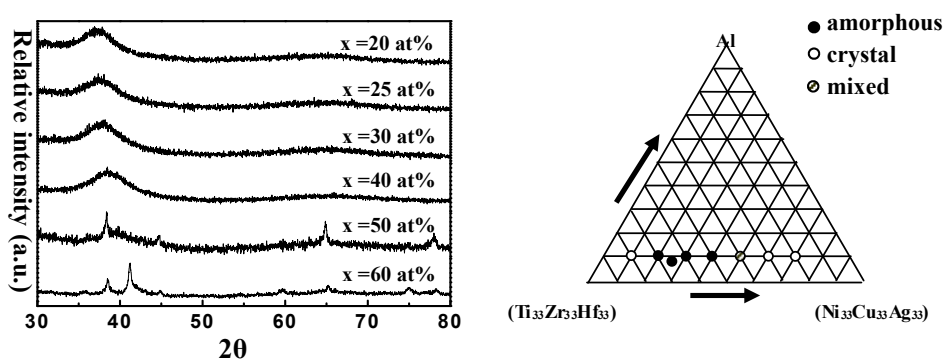 Relative intensity (a.u.)
x =20 at%
x =25 at%
x =30 at%
x =40 at%
x =50 at%
x =60 at%
30 40 50 60 70 80
2θ
amorphous
crystal
mixed
Al
(Ti33Zr33Hf33)
(Ni33Cu33Ag33)